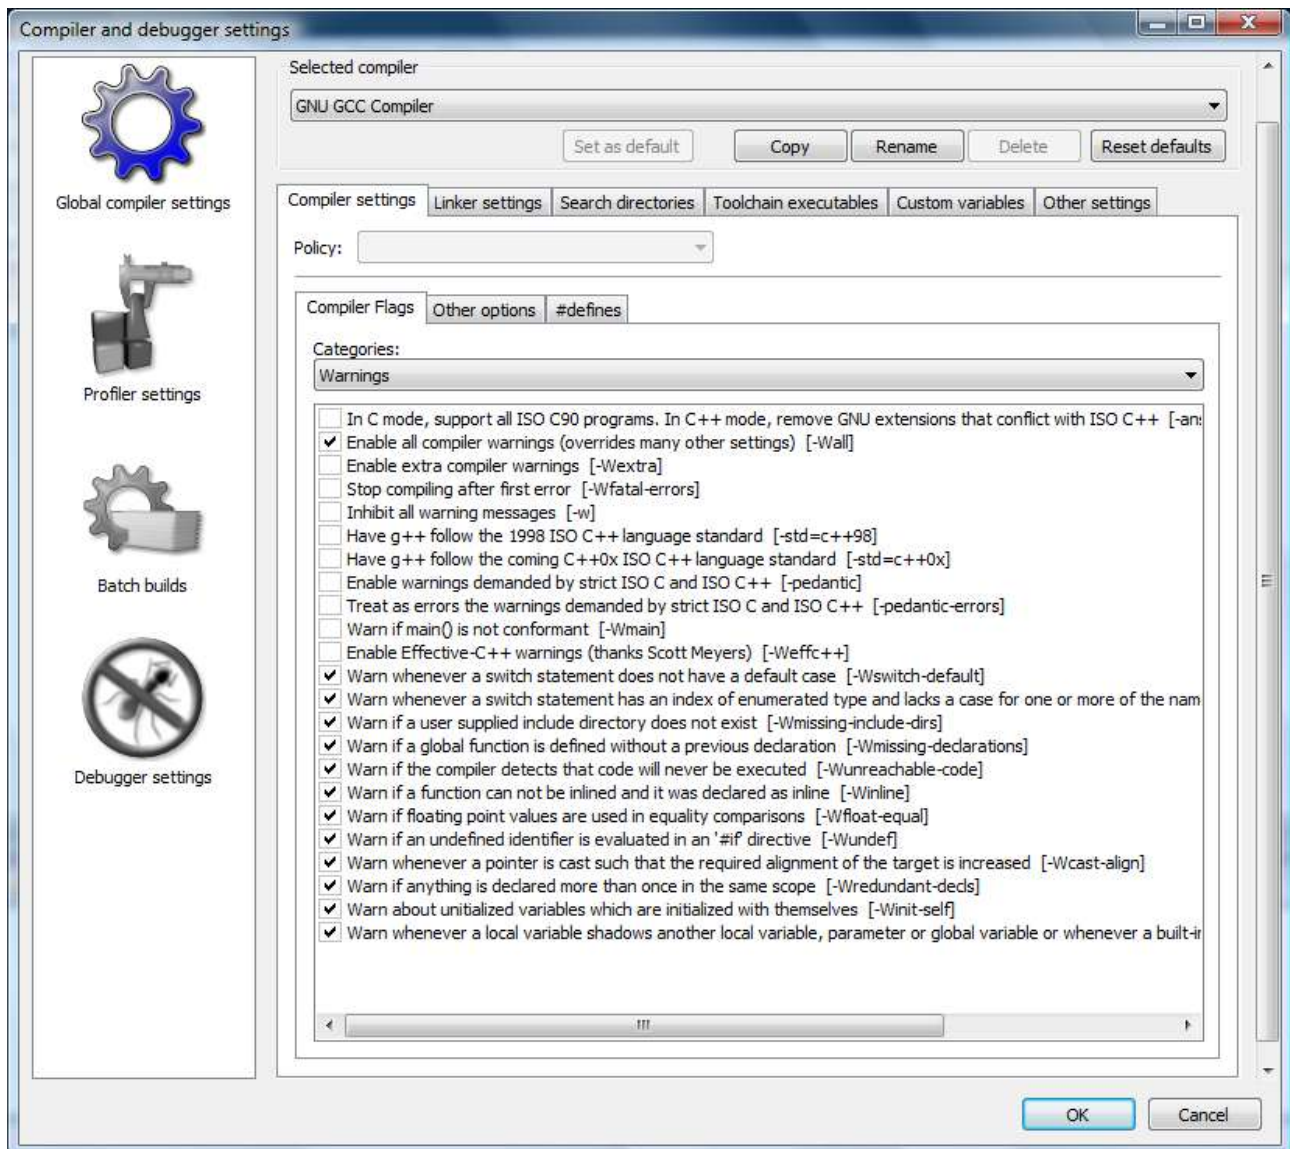 Compiler and debugger settings
Global compiler settings
Profiler settings
Batch builds
Debugger settings
Selected compiler
GNU GCC Compiler
Set as default Copy Rename Delete Reset defaults
Compiler settings Linker settings Search directories Toolchain executables Custom variables Other settings
Policy:
Compiler Flags Other options #defines
Categories:
Warnings
In C mode, support all ISO C90 programs. In C++ mode, remove GNU extensions that conflict with ISO C++ [-ans
Enable all compiler warnings (overrides many other settings) [-Wall]
Enable extra compiler warnings [-Wextra]
Stop compiling after first error [-Wfatal-errors]
Inhibit all warning messages [-w]
Have g++ follow the 1998 ISO C++ language standard [-std=c++98]
Have g++ follow the coming C++0x ISO C++ language standard [-std=c++0x]
Enable warnings demanded by strict ISO C and ISO C++ [-pedantic]
Treat as errors the warnings demanded by strict ISO C and ISO C++ [-pedantic-errors]
Warn if main() is not conformant [-Wmain]
Enable Effective-C++ warnings (thanks Scott Meyers) [-Weffc++]
Warn whenever a switch statement does not have a default case [-Wswitch-default]
Warn whenever a switch statement has an index of enumerated type and lacks a case for one or more of the nam
Warn if a user supplied include directory does not exist [-Wmissing-include-dirs]
Warn if a global function is defined without a previous declaration [-Wmissing-declarations]
Warn if the compiler detects that code will never be executed [-Wunreachable-code]
Warn if a function can not be inlined and it was declared as inline [-Winline]
Warn if floating point values are used in equality comparisons [-Wfloat-equal]
Warn if an undefined identifier is evaluated in an '#if' directive [-Wundef]
Warn whenever a pointer is cast such that the required alignment of the target is increased [-Wcast-align]
Warn if anything is declared more than once in the same scope [-Wredundant-decls]
Warn about unitialized variables which are initialized with themselves [-Winit-self]
Warn whenever a local variable shadows another local variable, parameter or global variable or whenever a built-in
OK Cancel